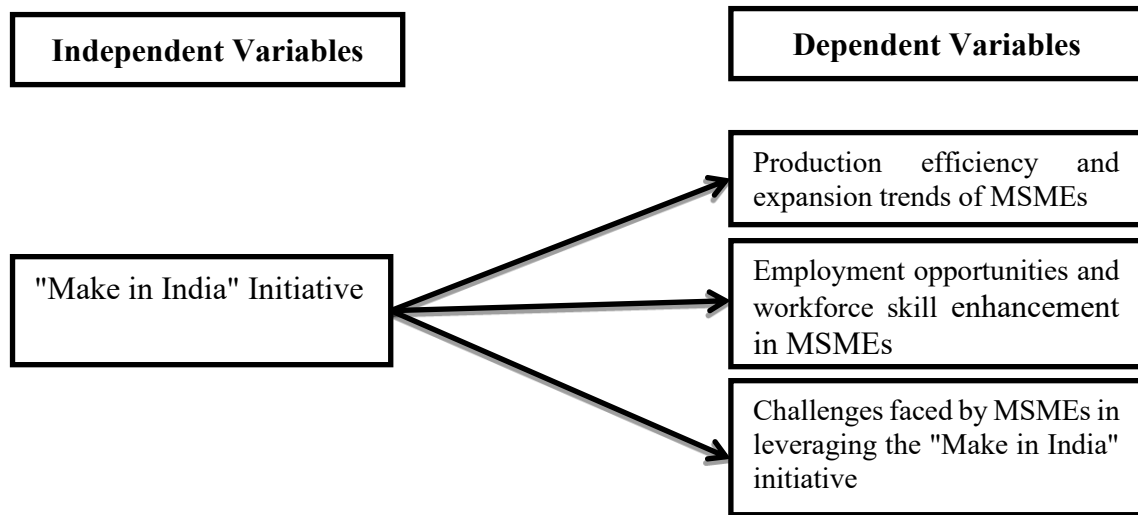 Independent Variables
Dependent Variables
"Make in India" Initiative
Production efficiency and
expansion trends of MSMEs
Employment opportunities and
workforce skill enhancement
in MSMEs
Challenges faced by MSMEs in
leveraging the "Make in India"
initiative